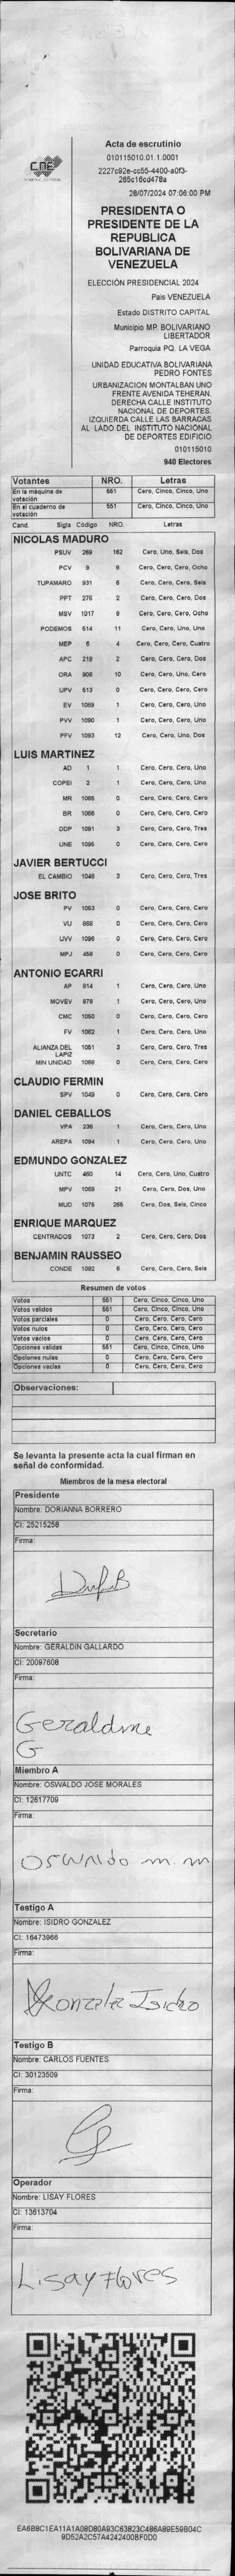 CNE
Acta de escrutinio
010115010.01.1.0001
2227c92e-cc55-4400-a0f3-
265c16cd478a
28/07/2024 07:06:00 PM
PRESIDENTA O
PRESIDENTE DE LA
REPUBLICA
BOLIVARIANA DE
VENEZUELA
ELECCIÓN PRESIDENCIAL 2024
Pais VENEZUELA
Estado DISTRITO CAPITAL
Municipio MP. BOLIVARIANO
LIBERTADOR
Parroquia PQ. LA VEGA
UNIDAD EDUCATIVA BOLIVARIANA
PEDRO FONTES
URBANIZACION MONTALBAN UNO
FRENTE AVENIDA TEHERAN.
DERECHA CALLE INSTITUTO
NACIONAL DE DEPORTES.
IZQUIERDA CALLE LAS BARRACAS
AL LADO DEL INSTITUTO NACIONAL
DE DEPORTES EDIFICIO
010115010
940 Electores
Votantes NRO. Letras
En la máquina de votación 551 Cero, Cinco, Cinco, Uno
En el cuaderno de votación 551 Cero, Cinco, Cinco, Uno
Cand. Sigla Código NRO. Letras
NICOLAS MADURO
PSUV 269 162 Cero, Uno, Seis, Dos
PCV 9 8 Cero, Cero, Cero, Ocho
TUPAMARO 931 6 Cero, Cero, Cero, Seis
PPT 276 2 Cero, Cero, Cero, Dos
MSV 1017 8 Cero, Cero, Cero, Ocho
PODEMOS 514 11 Cero, Cero, Uno, Uno
MEP 6 4 Cero, Cero, Cero, Cuatro
APC 219 2 Cero, Cero, Cero, Dos
ORA 906 10 Cero, Cero, Uno, Cero
UPV 613 0 Cero, Cero, Cero, Cero
EV 1089 1 Cero, Cero, Cero, Uno
PVV 1090 1 Cero, Cero, Cero, Uno
PFV 1093 12 Cero, Cero, Uno, Dos
LUIS MARTINEZ
AD 1 1 Cero, Cero, Cero, Uno
COPEI 2 1 Cero, Cero, Cero, Uno
MR 1065 0 Cero, Cero, Cero, Cero
BR 1066 0 Cero, Cero, Cero, Cero
DDP 1091 3 Cero, Cero, Cero, Tres
UNE 1095 0 Cero, Cero, Cero, Cero
JAVIER BERTUCCI
EL CAMBIO 1046 3 Cero, Cero, Cero, Tres
JOSE BRITO
PV 1053 0 Cero, Cero, Cero, Cero
VU 868 0 Cero, Cero, Cero, Cero
UVV 1096 0 Cero, Cero, Cero, Cero
MPJ 458 0 Cero, Cero, Cero, Cero
ANTONIO ECARRI
AP 914 1 Cero, Cero, Cero, Uno
MOVEV 979 1 Cero, Cero, Cero, Uno
CMC 1050 0 Cero, Cero, Cero, Cero
FV 1062 1 Cero, Cero, Cero, Uno
ALIANZA DEL LAPIZ 1051 3 Cero, Cero, Cero, Tres
MIN UNIDAD 1069 0 Cero, Cero, Cero, Cero
CLAUDIO FERMIN
SPV 1049 0 Cero, Cero, Cero, Cero
DANIEL CEBALLOS
VPA 236 1 Cero, Cero, Cero, Uno
AREPA 1094 1 Cero, Cero, Cero, Uno
EDMUNDO GONZALEZ
UNTC 460 14 Cero, Cero, Uno, Cuatro
MPV 1069 21 Cero, Cero, Dos, Uno
MUD 1075 265 Cero, Dos, Seis, Cinco
ENRIQUE MARQUEZ
CENTRADOS 1073 2 Cero, Cero, Cero, Dos
BENJAMIN RAUSSEO
CONDE 1092 6 Cero, Cero, Cero, Seis
Resumen de votos
Votos 551 Cero, Cinco, Cinco, Uno
Votos validos 551 Cero, Cinco, Cinco, Uno
Votos parciales 0 Cero, Cero, Cero, Cero
Votos nulos 0 Cero, Cero, Cero, Cero
Votos vacios 0 Cero, Cero, Cero, Cero
Opciones validas 551 Cero, Cinco, Cinco, Uno
Opciones nulas 0 Cero, Cero, Cero, Cero
Opciones vacias 0 Cero, Cero, Cero, Cero
Observaciones:
Se levanta la presente acta la cual firman en
señal de conformidad.
Miembros de la mesa electoral
Presidente
Nombre: DORIANNA BORRERO
CI: 25215258
Firma:
Secretario
Nombre: GERALDIN GALLARDO
CI: 20097608
Firma:
Geraldine
G
Miembro A
Nombre: OSWALDO JOSE MORALES
CI: 12617709
Firma:
Oswaldo m. m
Testigo A
Nombre: ISIDRO GONZALEZ
CI: 16473966
Firma:
Gonzalez Isidro
Testigo B
Nombre: CARLOS FUENTES
CI: 30123509
Firma:
Operador
Nombre: LISAY FLORES
CI: 13613704
Firma:
Lisay Flores
EA6B8C1EA11A1A08D80A93C63823C486A89E59B04C
9D52A2C57A4242400BF0D0